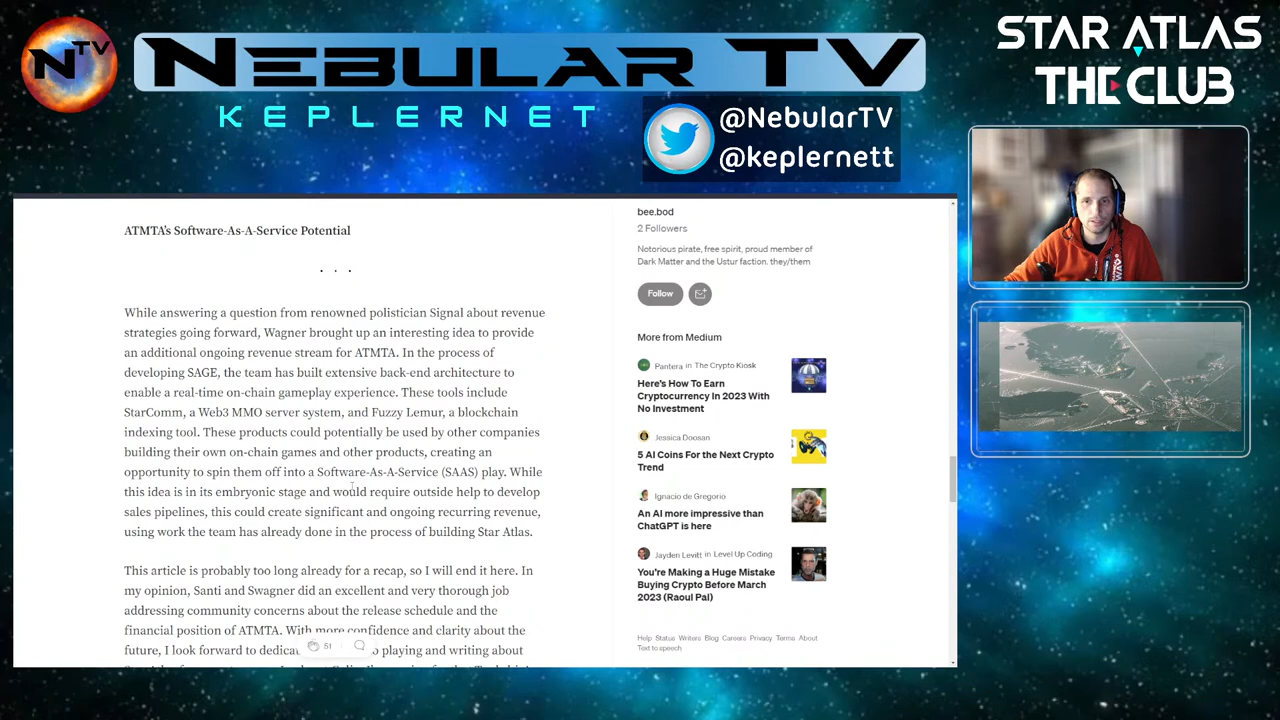 NTV
NEBULAR TV
KEPLERNET
@NebularTV
@keplernett
STAR ATLAS
THE CLUB
ATMTA's Software-As-A-Service Potential
. . .
While answering a question from renowned polistician Signal about revenue
strategies going forward, Wagner brought up an interesting idea to provide
an additional ongoing revenue stream for ATMTA. In the process of
developing SAGE, the team has built extensive back-end architecture to
enable a real-time on-chain gameplay experience. These tools include
StarComm, a Web3 MMO server system, and Fuzzy Lemur, a blockchain
indexing tool. These products could potentially be used by other companies
building their own on-chain games and other products, creating an
opportunity to spin them off into a Software-As-A-Service (SAAS) play. While
this idea is in its embryonic stage and would require outside help to develop
sales pipelines, this could create significant and ongoing recurring revenue,
using work the team has already done in the process of building Star Atlas.
This article is probably too long already for a recap, so I will end it here. In
my opinion, Santi and Swagner did an excellent and very thorough job
addressing community concerns about the release schedule and the
financial position of ATMTA. With more confidence and clarity about the
future, I look forward to playing and writing about
51
bee.bod
2 Followers
Notorious pirate, free spirit, proud member of
Dark Matter and the Ustur faction. they/them
Follow
More from Medium
Pantera in The Crypto Kiosk
Here's How To Earn
Cryptocurrency In 2023 With
No Investment
Jessica Doosan
5 AI Coins For the Next Crypto
Trend
Ignacio de Gregorio
An AI more impressive than
ChatGPT is here
Jayden Levitt in Level Up Coding
You're Making a Huge Mistake
Buying Crypto Before March
2023 (Raoul Pal)
Help Status Writers Blog Careers Privacy Terms About
Text to speech